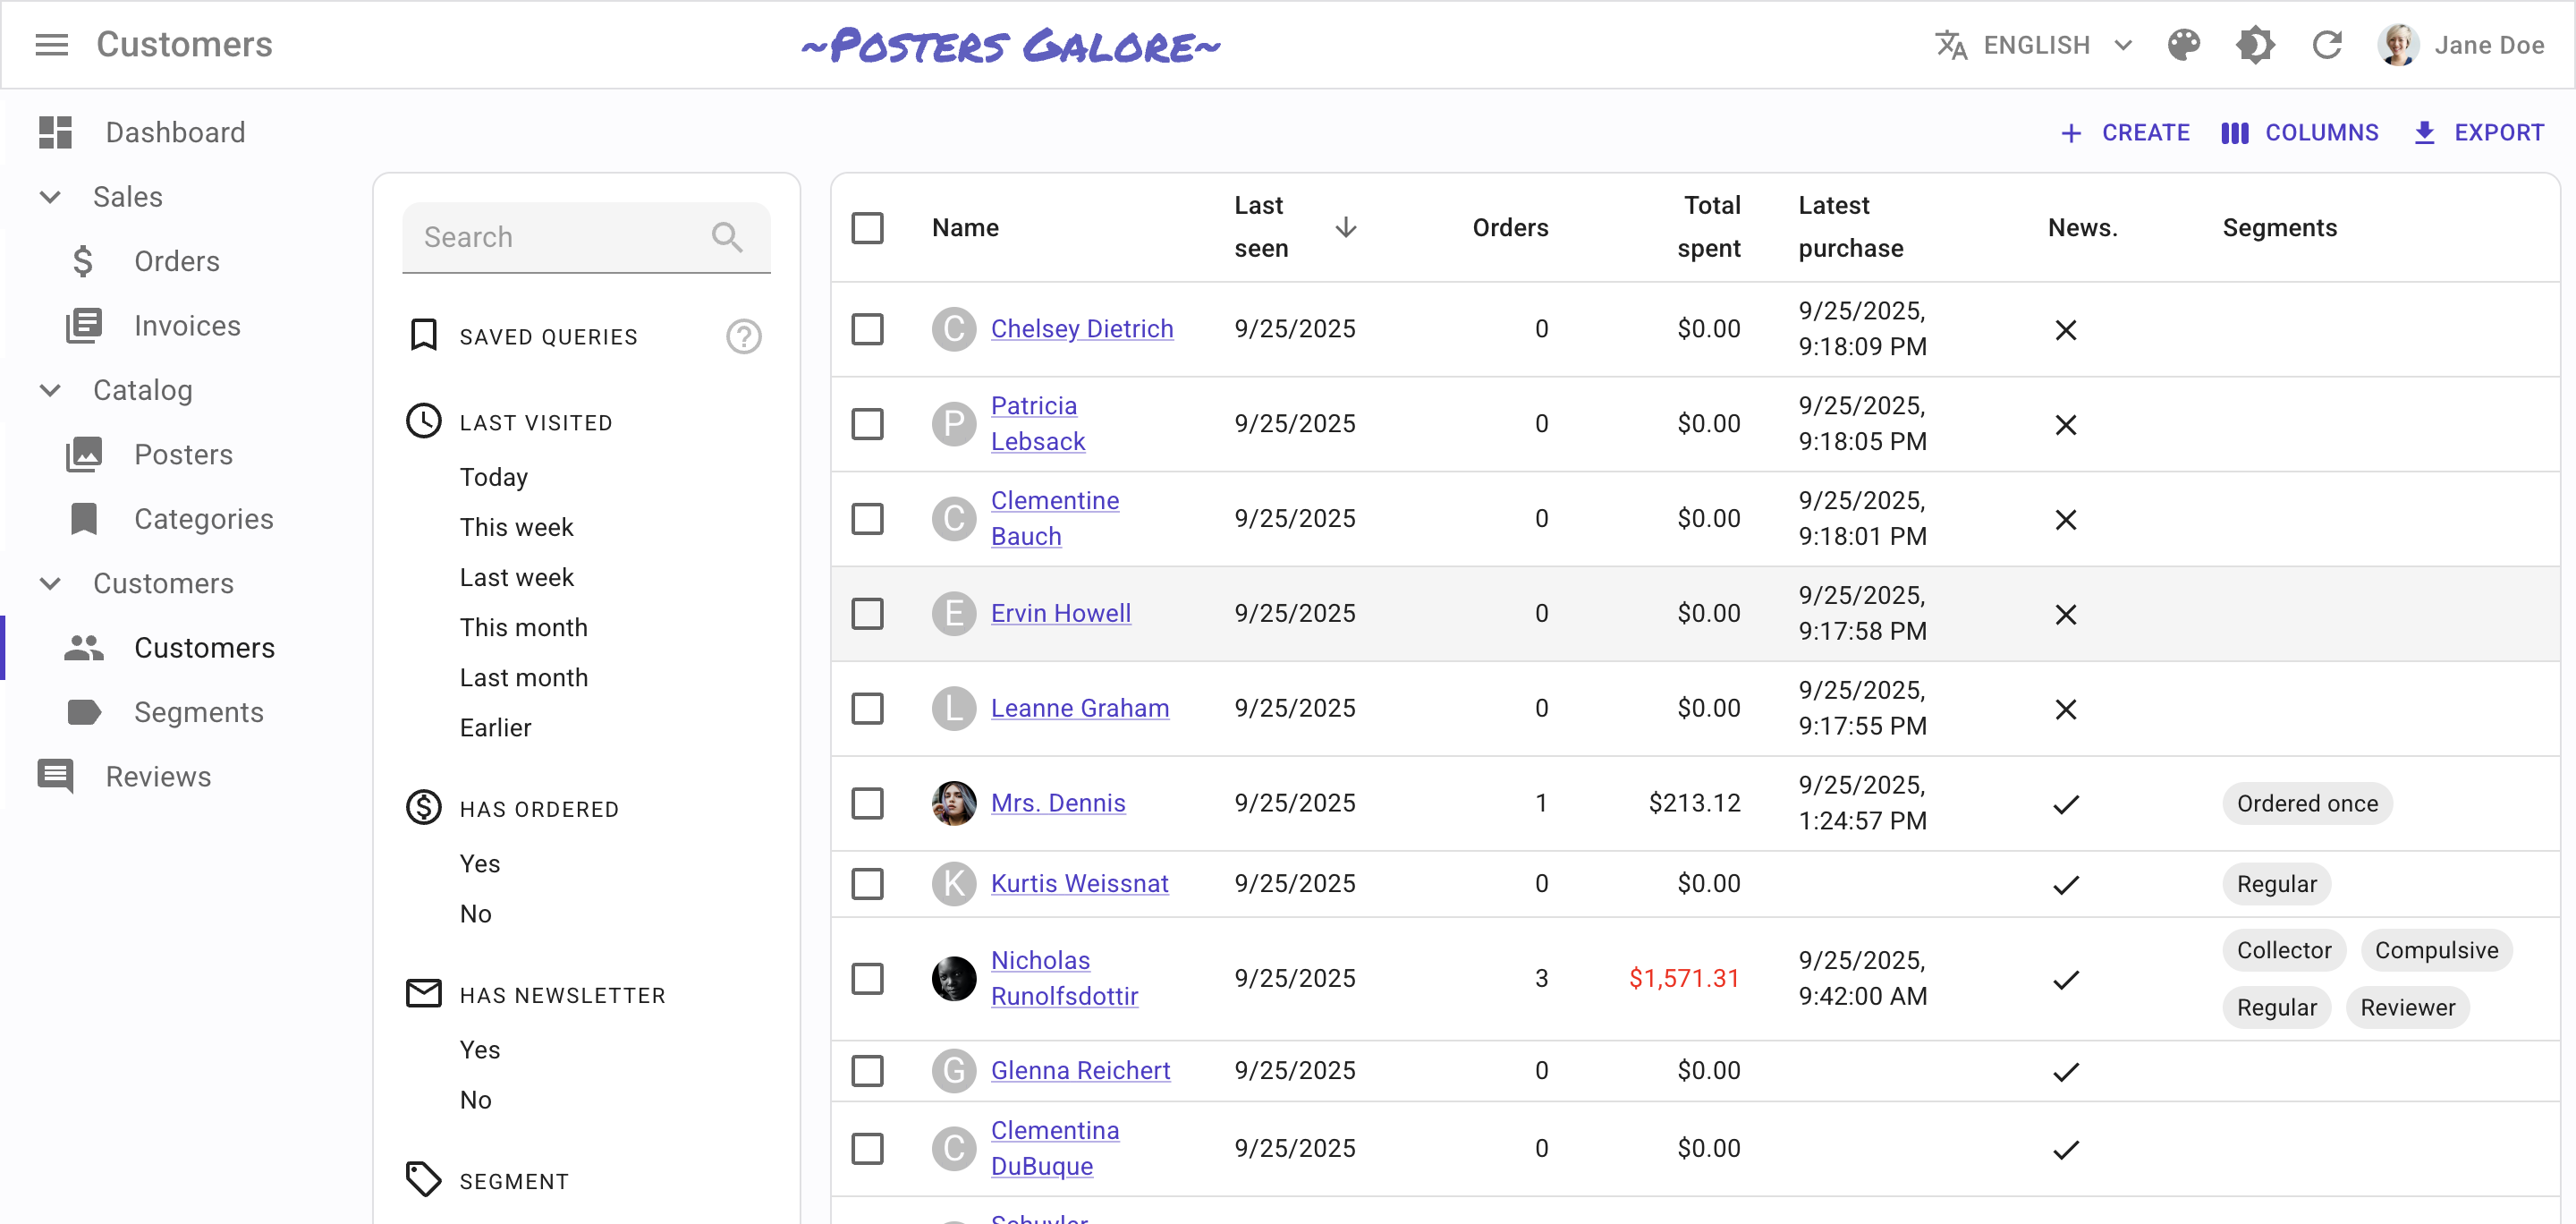 Customers
~Posters Galore~
ENGLISH
Jane Doe
Dashboard
Sales
Orders
Invoices
Catalog
Posters
Categories
Customers
Customers
Segments
Reviews
CREATE
COLUMNS
EXPORT
Search
SAVED QUERIES
?
LAST VISITED
Today
This week
Last week
This month
Last month
Earlier
HAS ORDERED
Yes
No
HAS NEWSLETTER
Yes
No
SEGMENT
Name
Last
seen
Orders
Total
spent
Latest
purchase
News.
Segments
C Chelsey Dietrich 9/25/2025 0 $0.00 9/25/2025,
9:18:09 PM
P Patricia
Lebsack 9/25/2025 0 $0.00 9/25/2025,
9:18:05 PM
C Clementine
Bauch 9/25/2025 0 $0.00 9/25/2025,
9:18:01 PM
E Ervin Howell 9/25/2025 0 $0.00 9/25/2025,
9:17:58 PM
L Leanne Graham 9/25/2025 0 $0.00 9/25/2025,
9:17:55 PM
Mrs. Dennis 9/25/2025 1 $213.12 9/25/2025,
1:24:57 PM
Ordered once
K Kurtis Weissnat 9/25/2025 0 $0.00 Regular
Nicholas
Runolfsdottir 9/25/2025 3 $1,571.31 9/25/2025,
9:42:00 AM
Collector Compulsive
Regular Reviewer
G Glenna Reichert 9/25/2025 0 $0.00
C Clementina
DuBuque 9/25/2025 0 $0.00
Schuyler